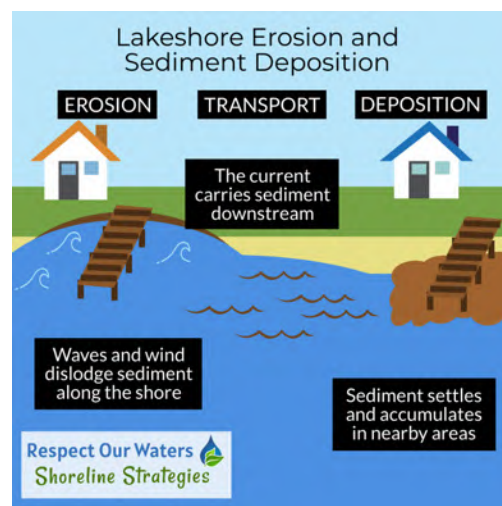 Lakeshore Erosion and
Sediment Deposition
EROSION
TRANSPORT
DEPOSITION
The current
carries sediment
downstream
Waves and wind
dislodge sediment
along the shore
Sediment settles
and accumulates
in nearby areas
Respect Our Waters
Shoreline Strategies